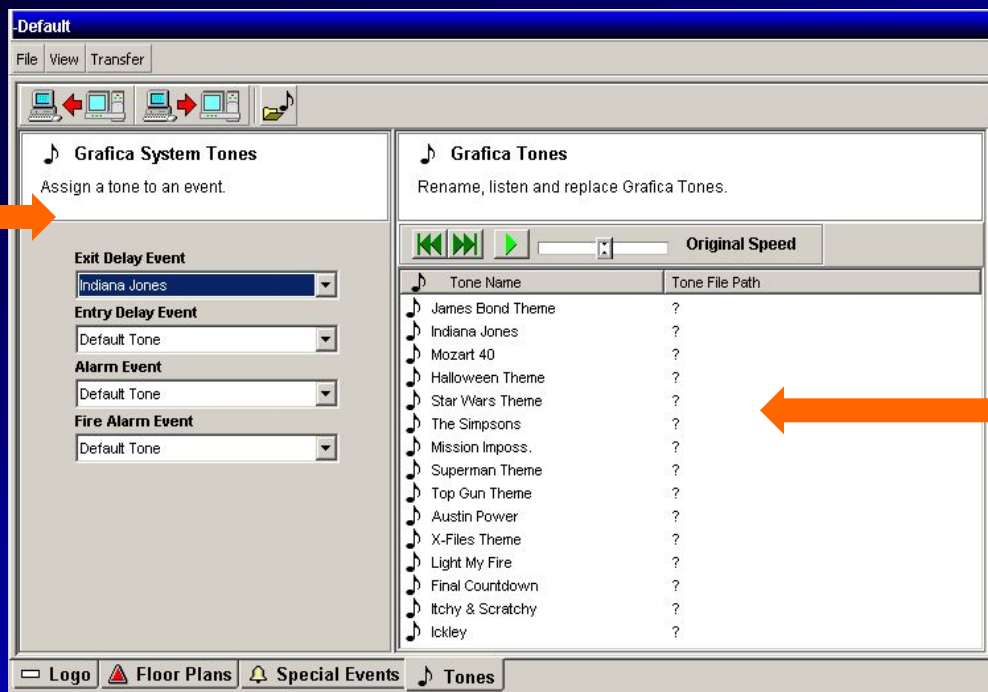 -Default
File View Transfer
Grafica System Tones
Assign a tone to an event.
Exit Delay Event
Indiana Jones
Entry Delay Event
Default Tone
Alarm Event
Default Tone
Fire Alarm Event
Default Tone
Grafica Tones
Rename, listen and replace Grafica Tones.
Original Speed
Tone Name Tone File Path
James Bond Theme ?
Indiana Jones ?
Mozart 40 ?
Halloween Theme ?
Star Wars Theme ?
The Simpsons ?
Mission Imposs. ?
Superman Theme ?
Top Gun Theme ?
Austin Power ?
X-Files Theme ?
Light My Fire ?
Final Countdown ?
Itchy & Scratchy ?
Ickley ?
Logo Floor Plans Special Events Tones